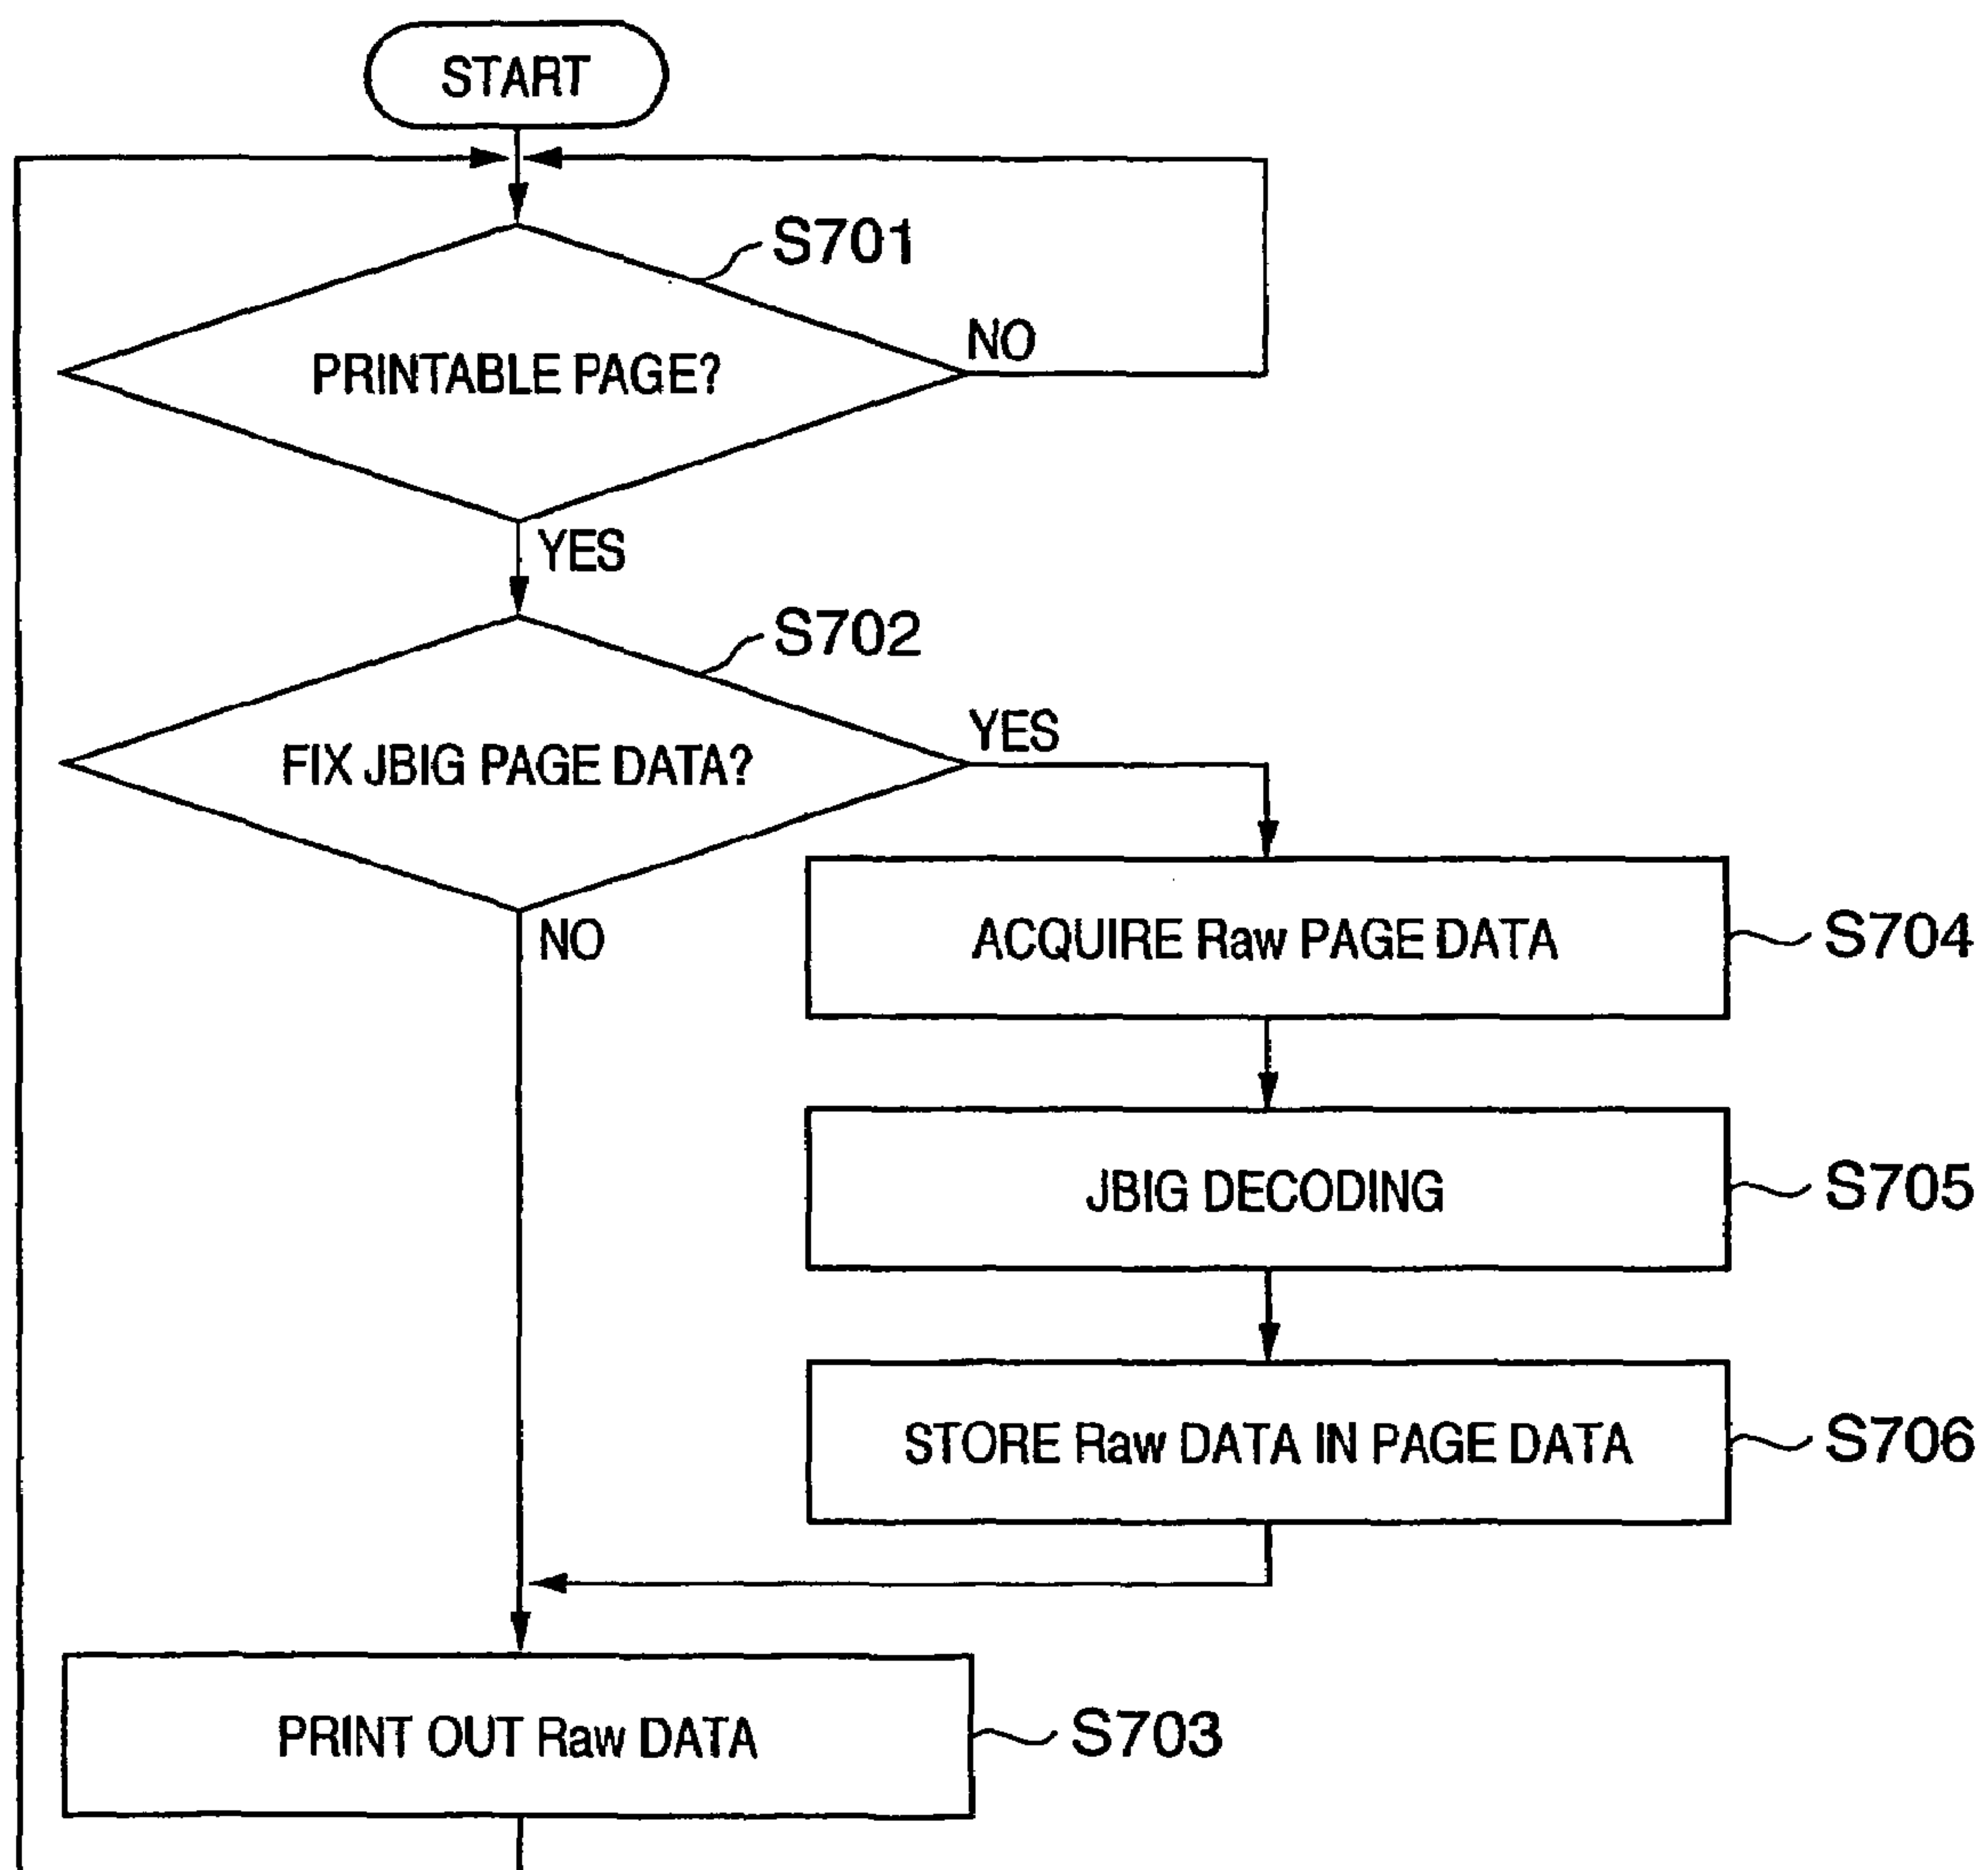 START
S701
PRINTABLE PAGE?
NO
YES
S702
FIX JBIG PAGE DATA?
YES
NO
ACQUIRE Raw PAGE DATA
S704
JBIG DECODING
S705
STORE Raw DATA IN PAGE DATA
S706
PRINT OUT Raw DATA
S703